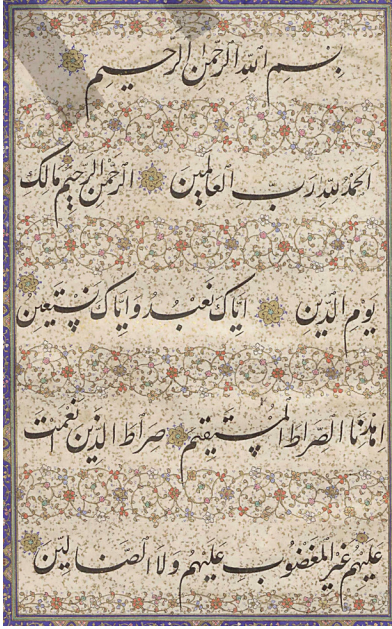 بسم الله الرحمن الرحيم
الحمد لله رب العالمين الرحمن الرحيم مالك
يوم الدين اياك نعبد واياك نستعين
اهدنا الصراط المستقيم صراط الذين انعمت
عليهم غير المغضوب عليهم ولا الضالين